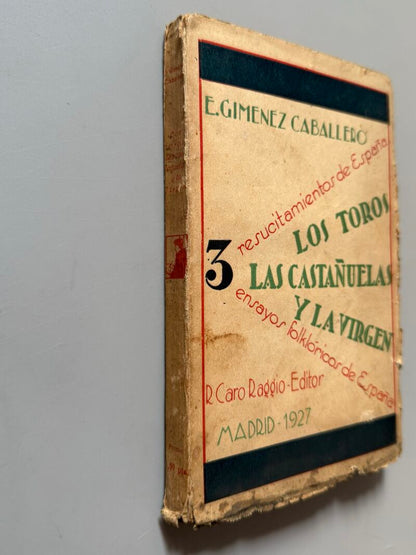 E. GIMENEZ CABALLERO
resucitamientos de España
LOS TOROS
3
LAS CASTAÑUELAS
Y LA VIRGEN
ensayos folklóricos de España
R. Caro Raggio-Editor
MADRID-1927